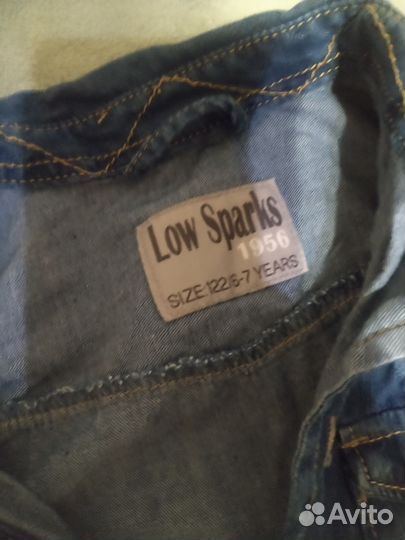 Low Sparks
1956
SIZE:122/6-7 YEARS
Avito